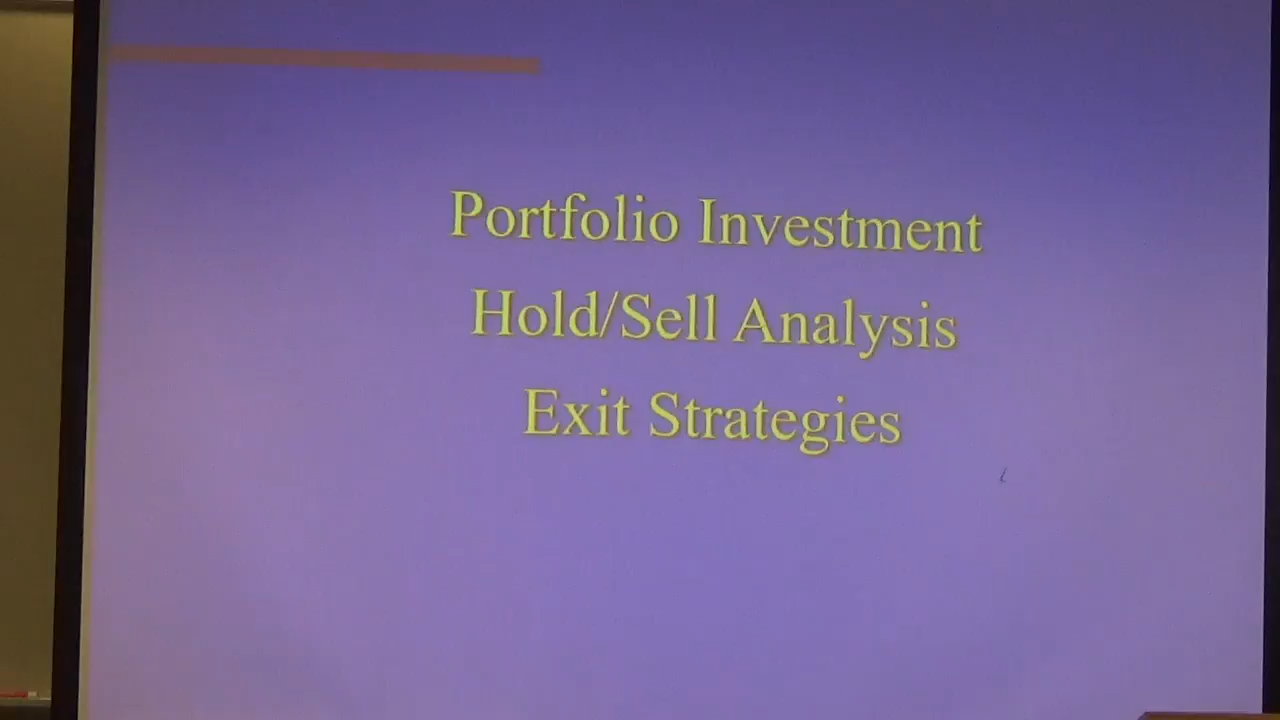 Portfolio Investment
Hold/Sell Analysis
Exit Strategies